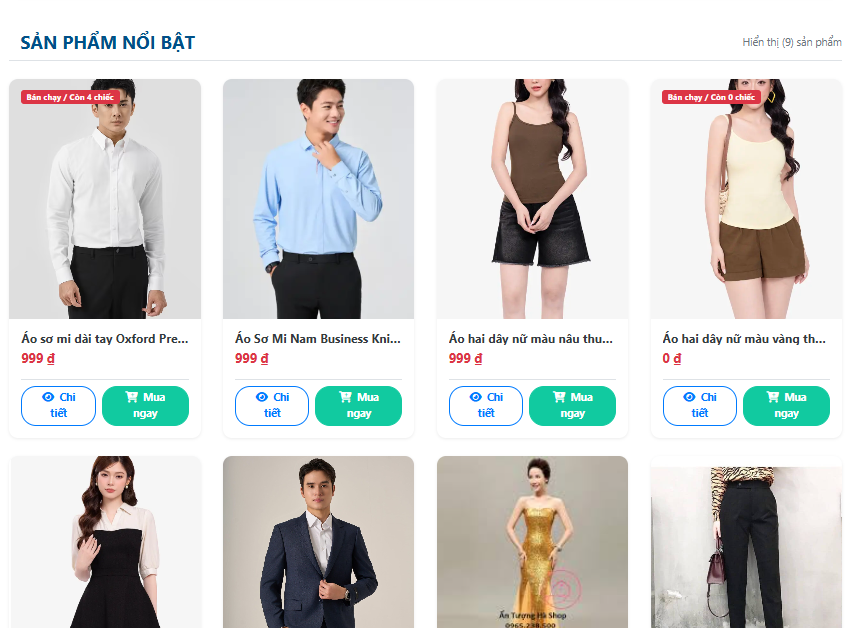 SẢN PHẨM NỔI BẬT
Hiển thị (9) sản phẩm
Bán chạy / Còn 4 chiếc
Bán chạy / Còn 0 chiếc
Áo sơ mi dài tay Oxford Pre...
999 ₫
Chi tiết
Mua ngay
Áo Sơ Mi Nam Business Kni...
999 ₫
Chi tiết
Mua ngay
Áo hai dây nữ màu nâu thu...
999 ₫
Chi tiết
Mua ngay
Áo hai dây nữ màu vàng th...
0 ₫
Chi tiết
Mua ngay
Ấn Tượng Hà Shop
0965.238.500